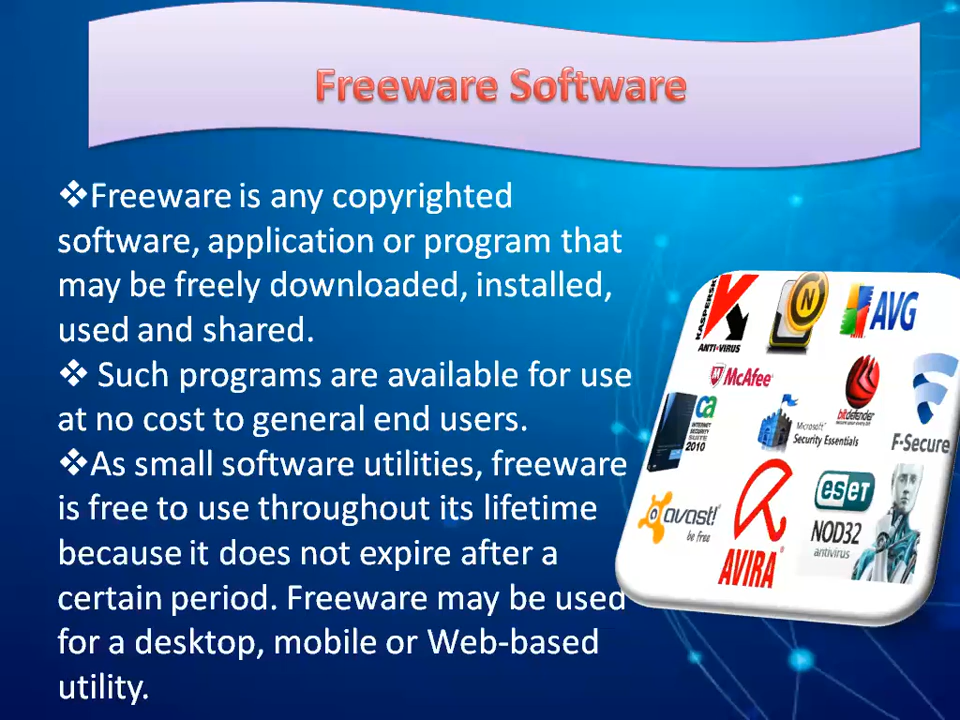 Freeware Software
❖Freeware is any copyrighted
software, application or program that
may be freely downloaded, installed,
used and shared.
❖ Such programs are available for use
at no cost to general end users.
❖As small software utilities, freeware
is free to use throughout its lifetime
because it does not expire after a
certain period. Freeware may be used
for a desktop, mobile or Web-based
utility.
KASPERSKY
ANTI-VIRUS
N
AVG
McAfee
ca
INTERNET
SECURITY
SUITE
2010
Microsoft
Security Essentials
bitdefender
F-Secure
avast!
be free
AVIRA
eset
NOD32
antivirus